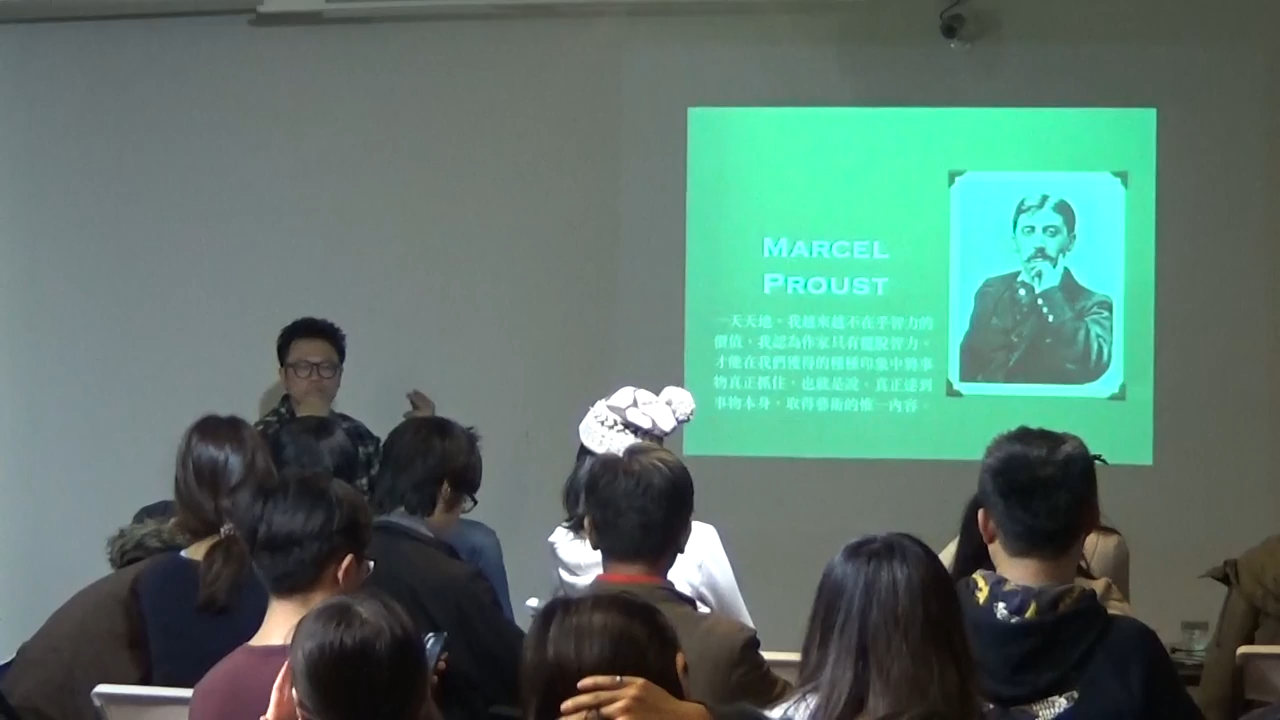 MARCEL
PROUST
一天天地，我越來越不在乎智力的
價值，我認為作家只有擺脫智力，
才能在我們獲得的種種印象中將事
物真正抓住，也就是說，真正達到
事物本身，取得藝術的惟一內容。